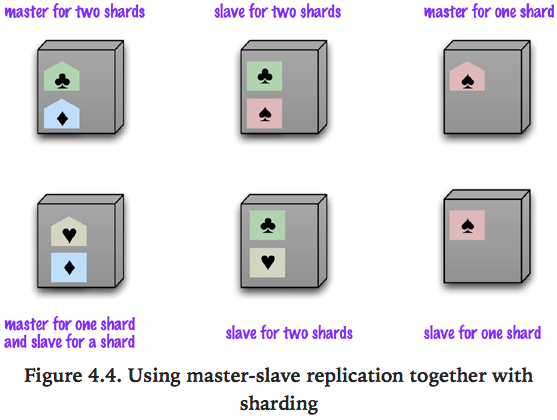 master for two shards
slave for two shards
master for one shard
♣
♦
♣
♠
♠
♥
♦
♣
♥
♠
master for one shard
and slave for a shard
slave for two shards
slave for one shard
Figure 4.4. Using master-slave replication together with
sharding